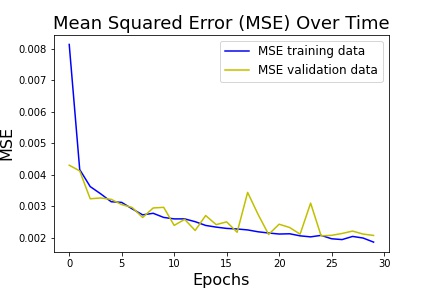 Mean Squared Error (MSE) Over Time
MSE training data
MSE validation data
0.008
0.007
0.006
0.005
0.004
0.003
0.002
MSE
0 5 10 15 20 25 30
Epochs